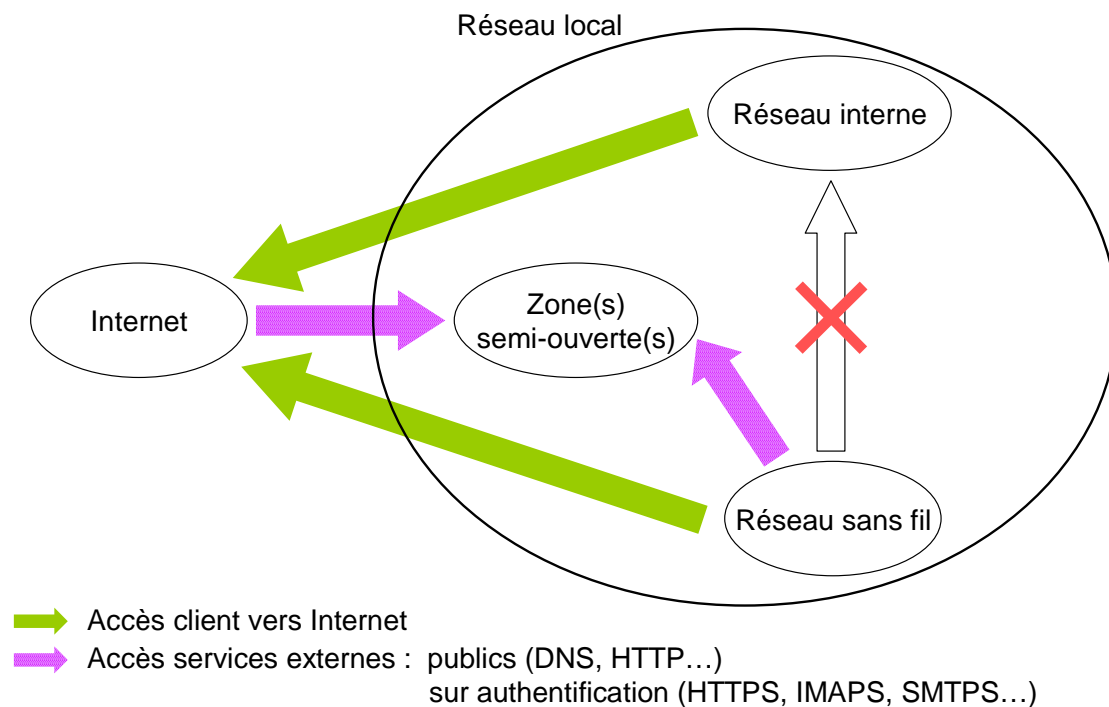 Réseau local
Réseau interne
Internet
Zone(s)
semi-ouverte(s)
Réseau sans fil
Accès client vers Internet
Accès services externes : publics (DNS, HTTP…)
sur authentification (HTTPS, IMAPS, SMTPS…)